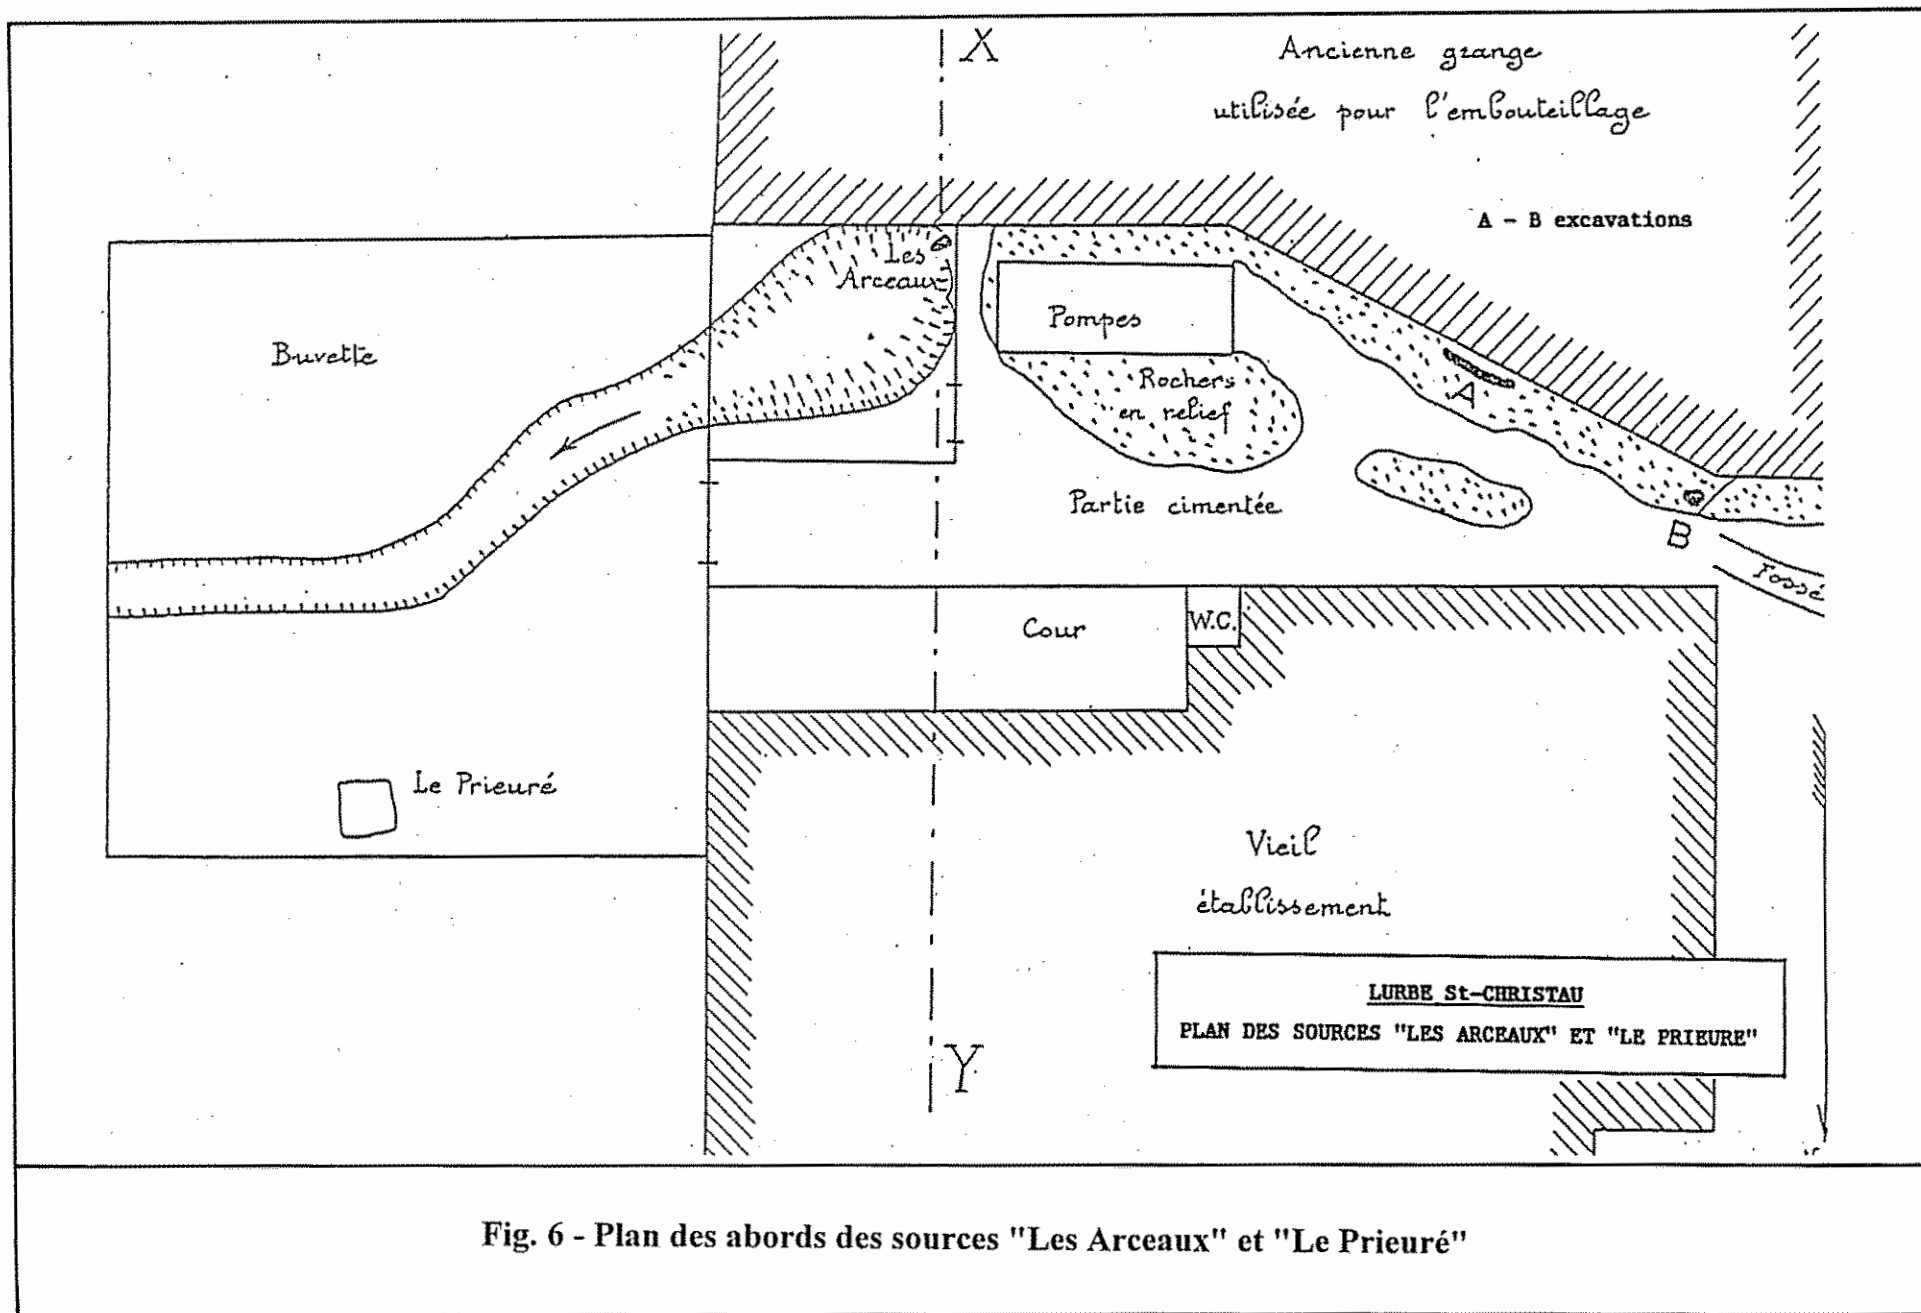 X
Ancienne grange
utilisée pour l'embouteillage
A - B excavations
Les
Arceaux
Pompes
Buvette
Rochers
en relief
A
Partie cimentée
B
Fossé
Cour
W.C.
Le Prieuré
Vieil
établissement
LURBE St-CHRISTAU
PLAN DES SOURCES "LES ARCEAUX" ET "LE PRIEURE"
Y
Fig. 6 - Plan des abords des sources "Les Arceaux" et "Le Prieuré"